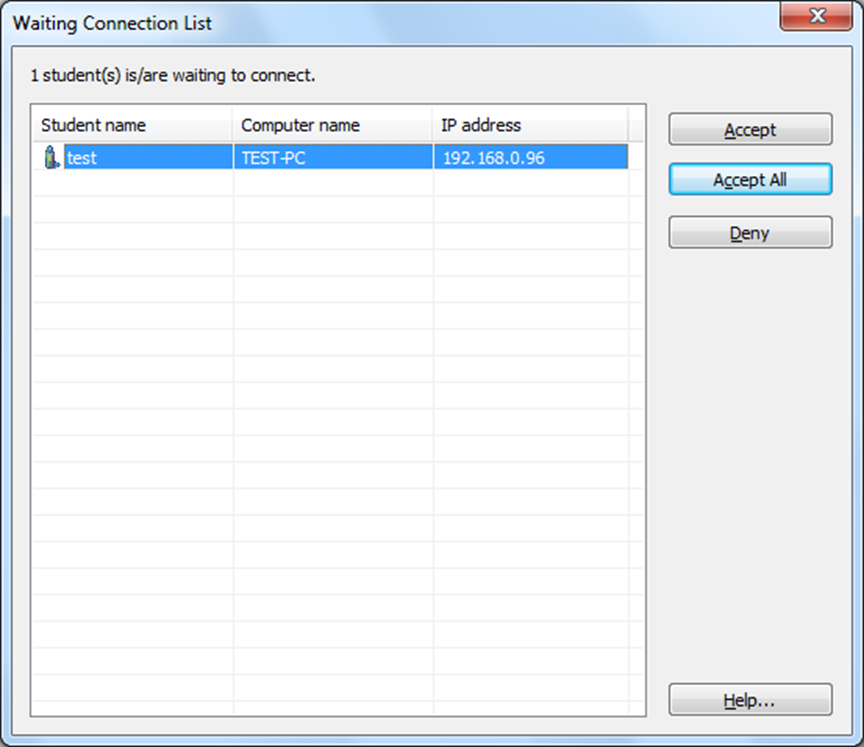 Waiting Connection List
1 student(s) is/are waiting to connect.
Student name Computer name IP address
test TEST-PC 192.168.0.96
Accept
Accept All
Deny
Help...